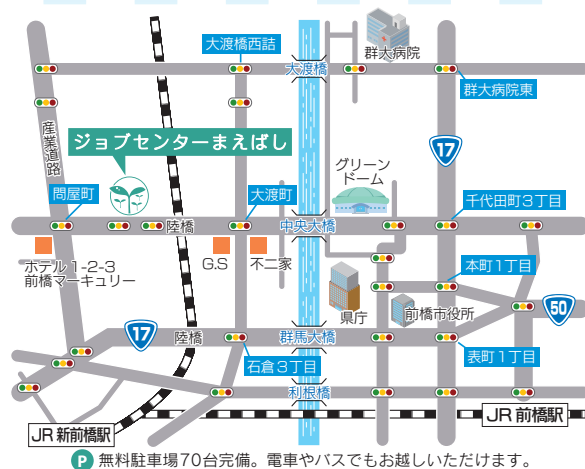 大渡橋西詰
群大病院
大渡橋
群大病院東
産業道路
17
ジョブセンターまえばし
グリーン
ドーム
問屋町
大渡町
千代田町3丁目
陸橋
中央大橋
ホテル1-2-3
前橋マーキュリー
G.S
不二家
本町1丁目
県庁
前橋市役所
50
17
陸橋
群馬大橋
石倉3丁目
表町1丁目
利根橋
JR 新前橋駅
JR 前橋駅
P 無料駐車場70台完備。電車やバスでもお越しいただけます。